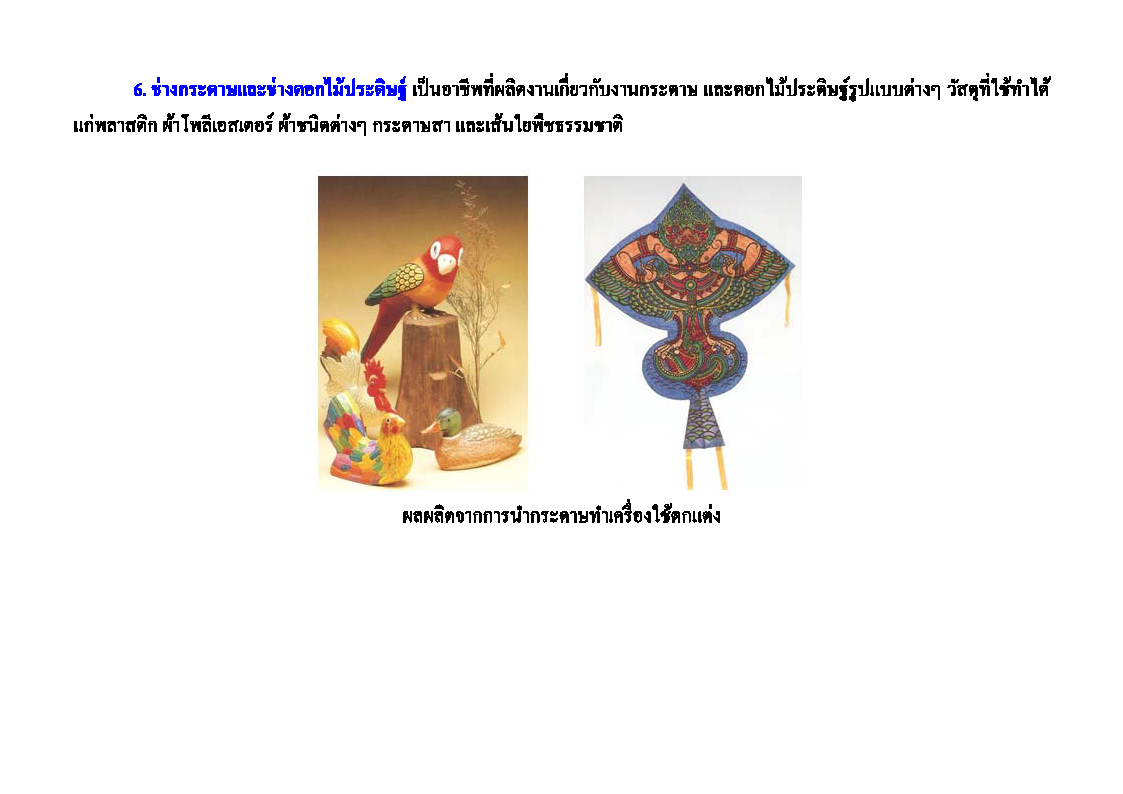 6. ช่างกระดาษและช่างดอกไม้ประดิษฐ์ เป็นอาชีพที่ผลิตงานเกี่ยวกับงานกระดาษ และดอกไม้ประดิษฐ์รูปแบบต่างๆ วัสดุที่ใช้ทำได้
แก่พลาสติก ผ้าโพลีเอสเตอร์ ผ้าชนิดต่างๆ กระดาษสา และเส้นใยพืชธรรมชาติ
ผลผลิตจากการนำกระดาษทำเครื่องใช้ตกแต่ง